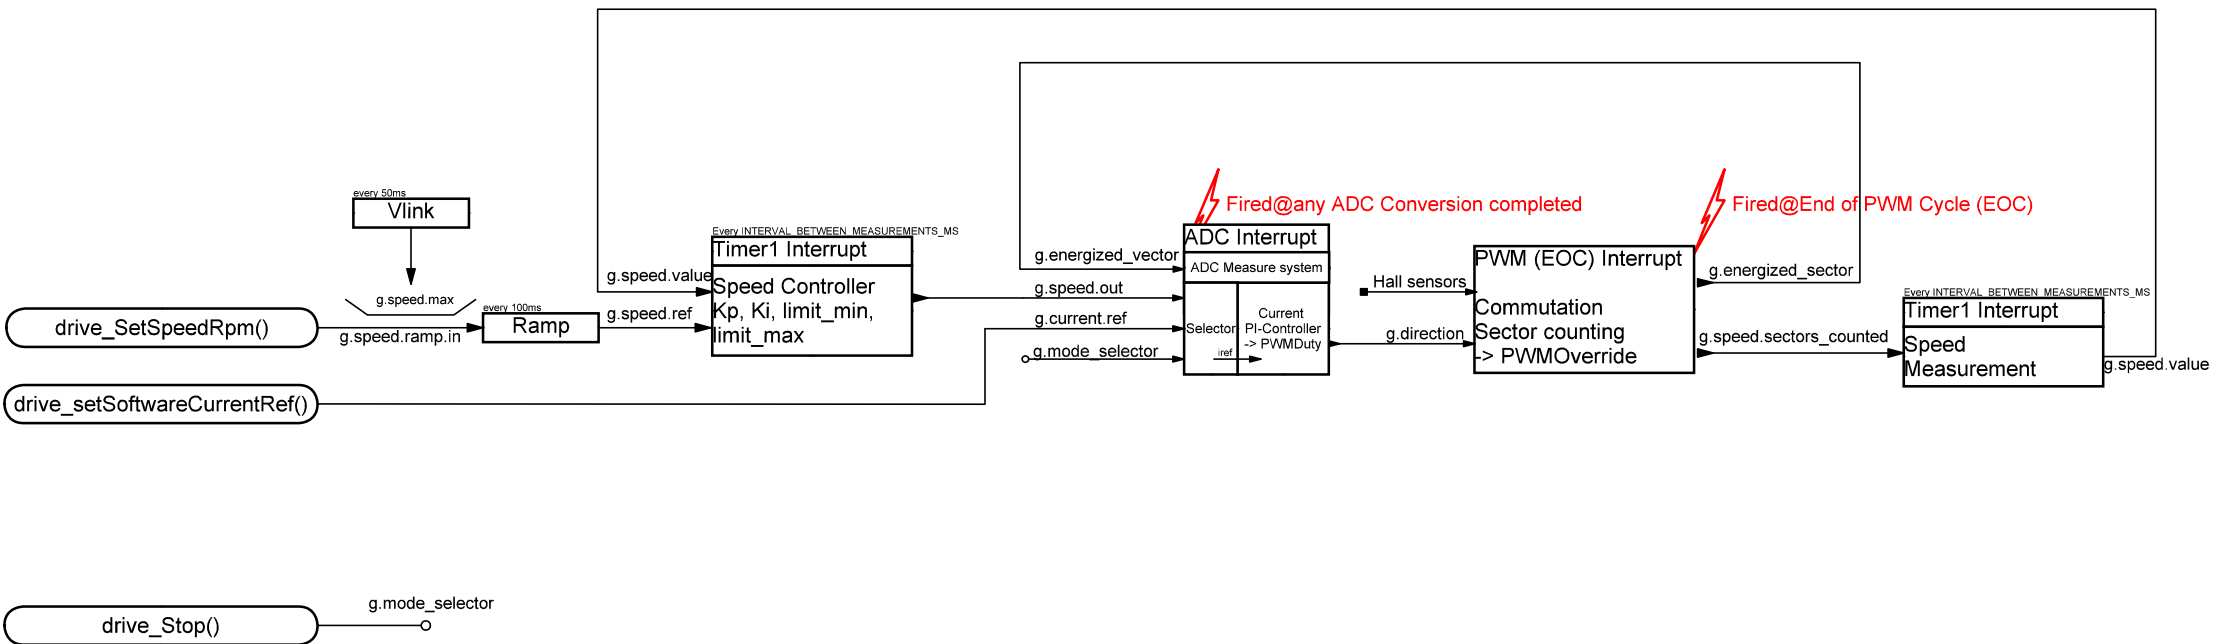 every 50ms
Vlink
g.speed.max
drive_SetSpeedRpm()
g.speed.ramp.in
every 100ms
Ramp
g.speed.value
g.speed.ref
Every INTERVAL_BETWEEN_MEASUREMENTS_MS
Timer1 Interrupt
Speed Controller
Kp, Ki, limit_min,
limit_max
drive_setSoftwareCurrentRef()
g.energized_vector
g.speed.out
g.current.ref
g.mode_selector
Fired@any ADC Conversion completed
ADC Interrupt
ADC Measure system
Selector
iref
Current
PI-Controller
-> PWMDuty
Hall sensors
g.direction
Fired@End of PWM Cycle (EOC)
PWM (EOC) Interrupt
Commutation
Sector counting
-> PWMOverride
g.energized_sector
g.speed.sectors_counted
Every INTERVAL_BETWEEN_MEASUREMENTS_MS
Timer1 Interrupt
Speed
Measurement
g.speed.value
drive_Stop()
g.mode_selector